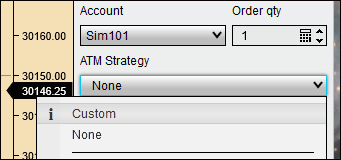 Account
Order qty
30160.00
Sim101
1
ATM Strategy
30150.00
None
30146.25
i
Custom
None